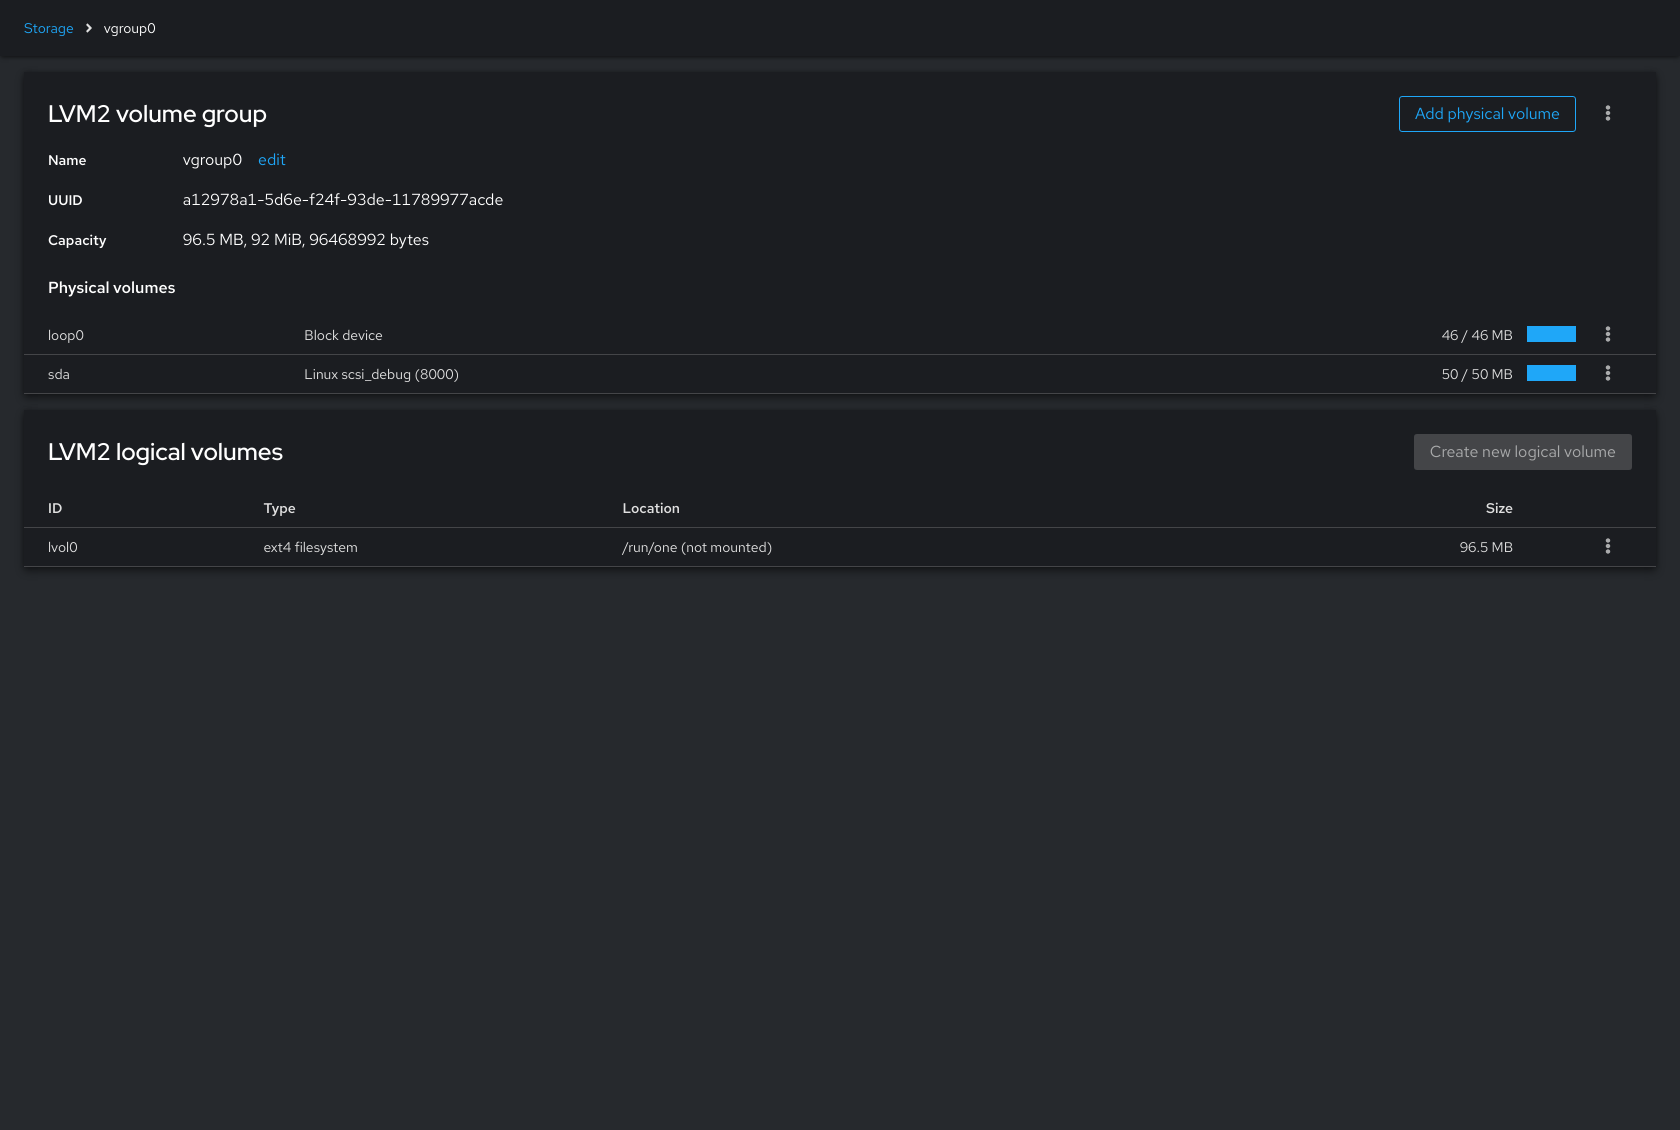 Storage > vgroup0
LVM2 volume group
Add physical volume
Name vgroup0 edit
UUID a12978a1-5d6e-f24f-93de-11789977acde
Capacity 96.5 MB, 92 MiB, 96468992 bytes
Physical volumes
loop0 Block device 46 / 46 MB
sda Linux scsi_debug (8000) 50 / 50 MB
LVM2 logical volumes
Create new logical volume
ID Type Location Size
lvol0 ext4 filesystem /run/one (not mounted) 96.5 MB